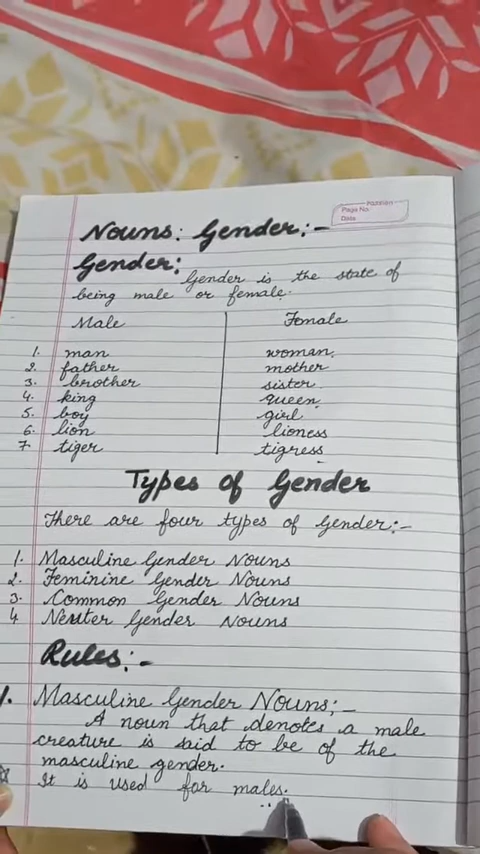 Passion
Page No.
Date
Nouns: Gender:-
Gender:
Gender is the state of
being male or female.
Male Female
1. man woman.
2. father mother
3. brother sister
4. king queen
5. boy girl
6. lion lioness
7. tiger tigress
Types of Gender
There are four types of Gender:-
1. Masculine Gender Nouns
2. Feminine Gender Nouns
3. Common Gender Nouns
4 Neuter Gender Nouns
Rules:-
1. Masculine Gender Nouns:-
A noun that denotes a male
creature is said to be of the
masculine gender.
It is used for males.